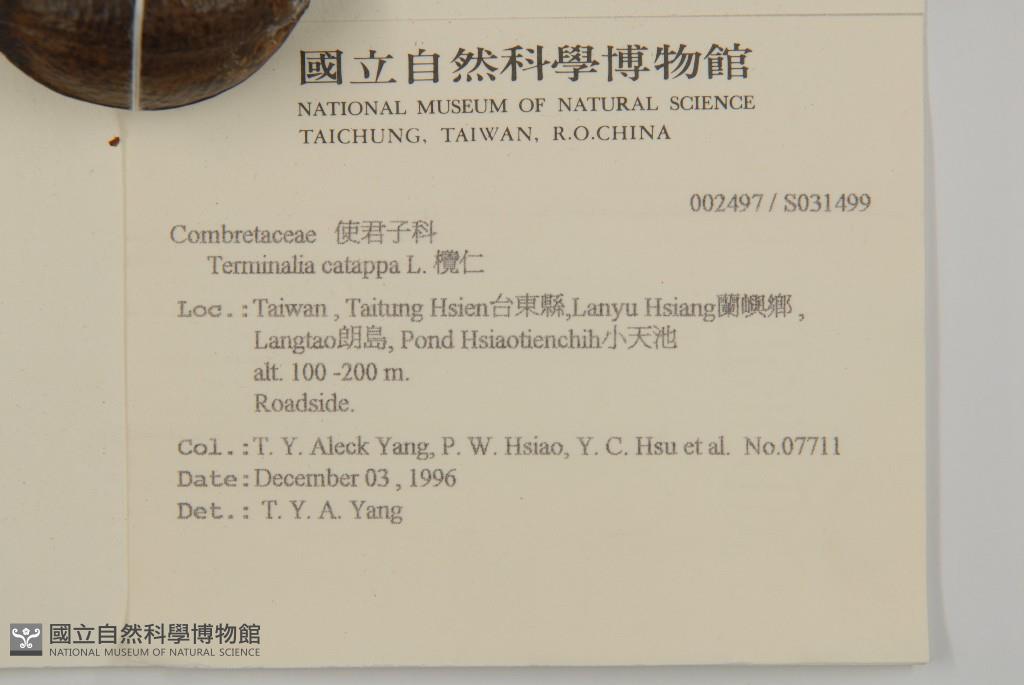 國立自然科學博物館
NATIONAL MUSEUM OF NATURAL SCIENCE
TAICHUNG, TAIWAN, R.O.CHINA
002497 / S031499
Combretaceae 使君子科
Terminalia catappa L. 欖仁
Loc.:Taiwan , Taitung Hsien台東縣,Lanyu Hsiang蘭嶼鄉 ,
Langtao朗島, Pond Hsiaotienchih小天池
alt. 100 -200 m.
Roadside.
Col.:T. Y. Aleck Yang, P. W. Hsiao, Y. C. Hsu et al. No.07711
Date:December 03 , 1996
Det.: T. Y. A. Yang
國立自然科學博物館
NATIONAL MUSEUM OF NATURAL SCIENCE